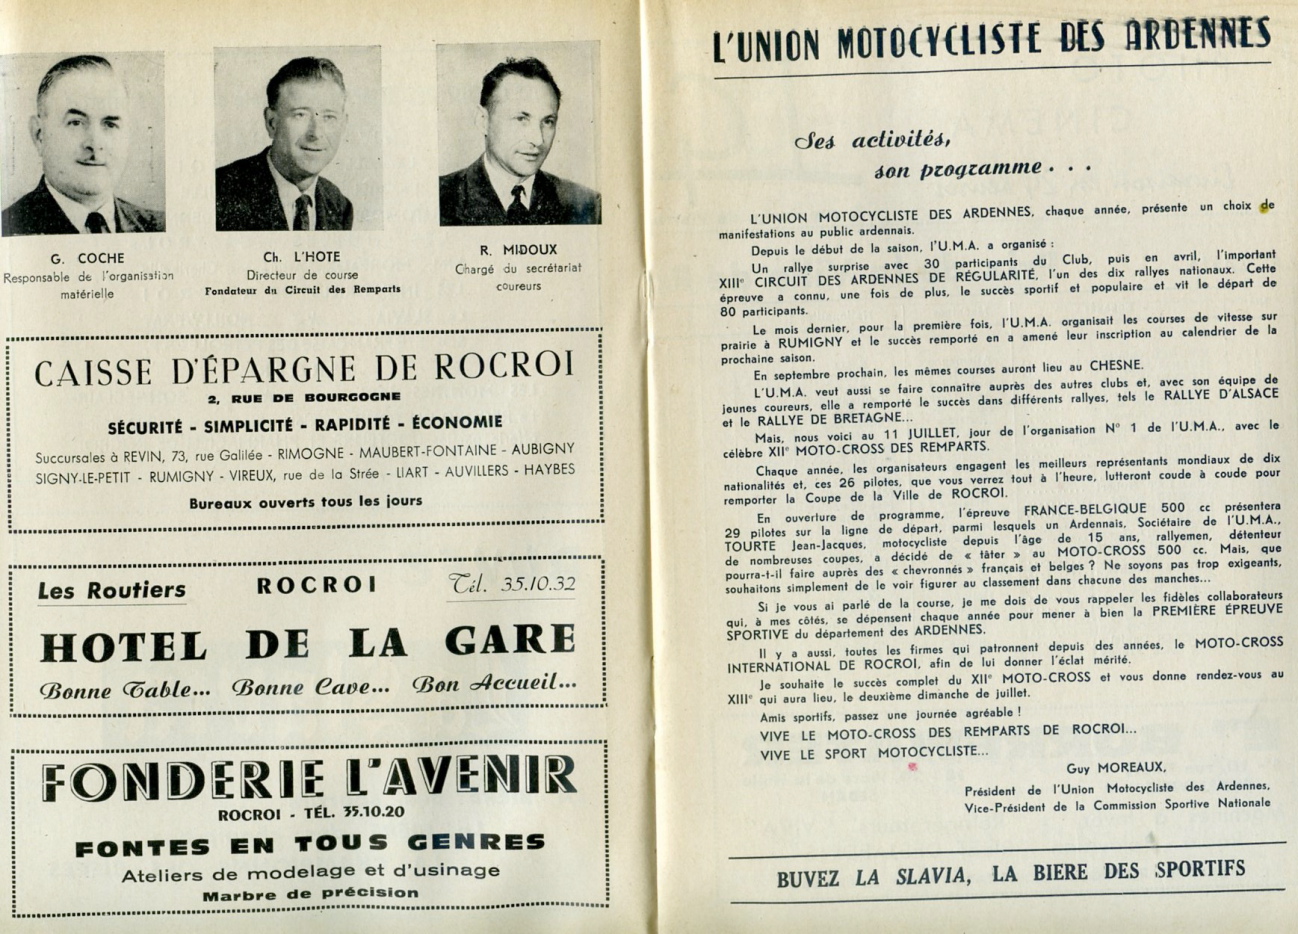 G. COCHE
Responsable de l'organisation
matérielle
Ch. L'HOTE
Directeur de course
Fondateur du Circuit des Remparts
R. MIDOUX
Chargé du secrétariat
coureurs
CAISSE D'ÉPARGNE DE ROCROI
2, RUE DE BOURGOGNE
SÉCURITÉ - SIMPLICITÉ - RAPIDITÉ - ÉCONOMIE
Succursales à REVIN, 73, rue Galilée - RIMOGNE - MAUBERT-FONTAINE - AUBIGNY
SIGNY-LE-PETIT - RUMIGNY - VIREUX, rue de la Strée - LIART - AUVILLERS - HAYBES
Bureaux ouverts tous les jours
Les Routiers ROCROI Tél. 35.10.32
HOTEL DE LA GARE
Bonne Table... Bonne Cave... Bon Accueil...
FONDERIE L'AVENIR
ROCROI - TÉL. 35.10.20
FONTES EN TOUS GENRES
Ateliers de modelage et d'usinage
Marbre de précision
L'UNION MOTOCYCLISTE DES ARDENNES
Ses activités,
son programme...
L'UNION MOTOCYCLISTE DES ARDENNES, chaque année, présente un choix de
manifestations au public ardennais.
Depuis le début de la saison, l'U.M.A. a organisé :
Un rallye surprise avec 30 participants du Club, puis en avril, l'important
XIIIe CIRCUIT DES ARDENNES DE RÉGULARITÉ, l'un des dix rallyes nationaux. Cette
épreuve a connu, une fois de plus, le succès sportif et populaire et vit le départ de
80 participants.
Le mois dernier, pour la première fois, l'U.M.A. organisait les courses de vitesse sur
prairie à RUMIGNY et le succès remporté en a amené leur inscription au calendrier de la
prochaine saison.
En septembre prochain, les mêmes courses auront lieu au CHESNE.
L'U.M.A. veut aussi se faire connaître auprès des autres clubs et, avec son équipe de
jeunes coureurs, elle a remporté le succès dans différents rallyes, tels le RALLYE D'ALSACE
et le RALLYE DE BRETAGNE...
Mais, nous voici au 11 JUILLET, jour de l'organisation N° 1 de l'U.M.A., avec le
célèbre XIIe MOTO-CROSS DES REMPARTS.
Chaque année, les organisateurs engagent les meilleurs représentants mondiaux de dix
nationalités et, ces 26 pilotes, que vous verrez tout à l'heure, lutteront coude à coude pour
remporter la Coupe de la Ville de ROCROI.
En ouverture de programme, l'épreuve FRANCE-BELGIQUE 500 cc présentera
29 pilotes sur la ligne de départ, parmi lesquels un Ardennais, Sociétaire de l'U.M.A.,
TOURTE Jean-Jacques, motocycliste depuis l'âge de 15 ans, rallyemen, détenteur
de nombreuses coupes, a décidé de « tâter » au MOTO-CROSS 500 cc. Mais, que
pourra-t-il faire auprès des « chevronnés » français et belges ? Ne soyons pas trop exigeants,
souhaitons simplement de le voir figurer au classement dans chacune des manches...
Si je vous ai parlé de la course, je me dois de vous rappeler les fidèles collaborateurs
qui, à mes côtés, se dépensent chaque année pour mener à bien la PREMIÈRE ÉPREUVE
SPORTIVE du département des ARDENNES.
Il y a aussi, toutes les firmes qui patronnent depuis des années, le MOTO-CROSS
INTERNATIONAL DE ROCROI, afin de lui donner l'éclat mérité.
Je souhaite le succès complet du XIIe MOTO-CROSS et vous donne rendez-vous au
XIIIe qui aura lieu, le deuxième dimanche de juillet.
Amis sportifs, passez une journée agréable !
VIVE LE MOTO-CROSS DES REMPARTS DE ROCROI...
VIVE LE SPORT MOTOCYCLISTE...
Guy MOREAUX,
Président de l'Union Motocycliste des Ardennes,
Vice-Président de la Commission Sportive Nationale
BUVEZ LA SLAVIA, LA BIERE DES SPORTIFS